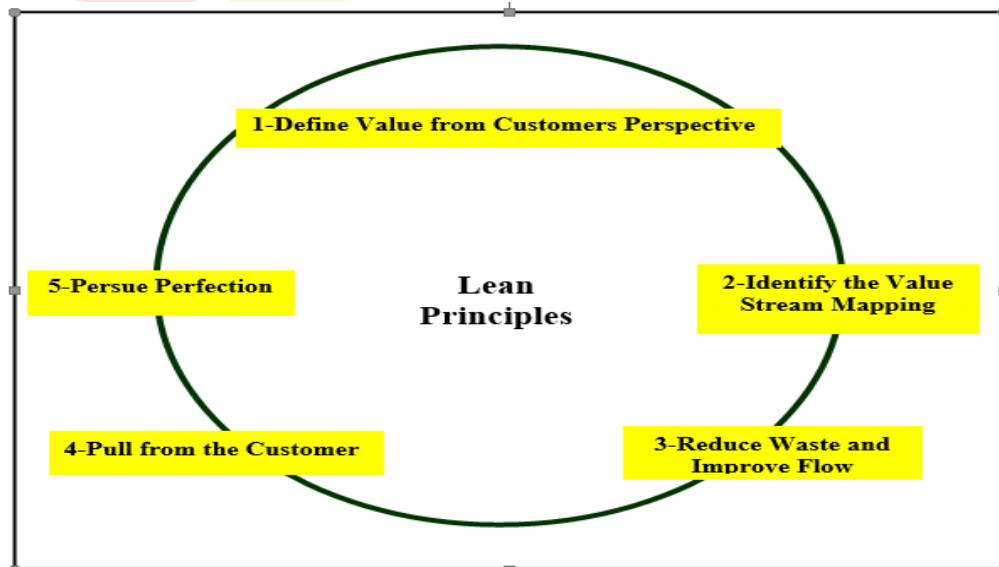 1-Define Value from Customers Perspective
5-Persue Perfection
Lean
Principles
2-Identify the Value
Stream Mapping
4-Pull from the Customer
3-Reduce Waste and
Improve Flow